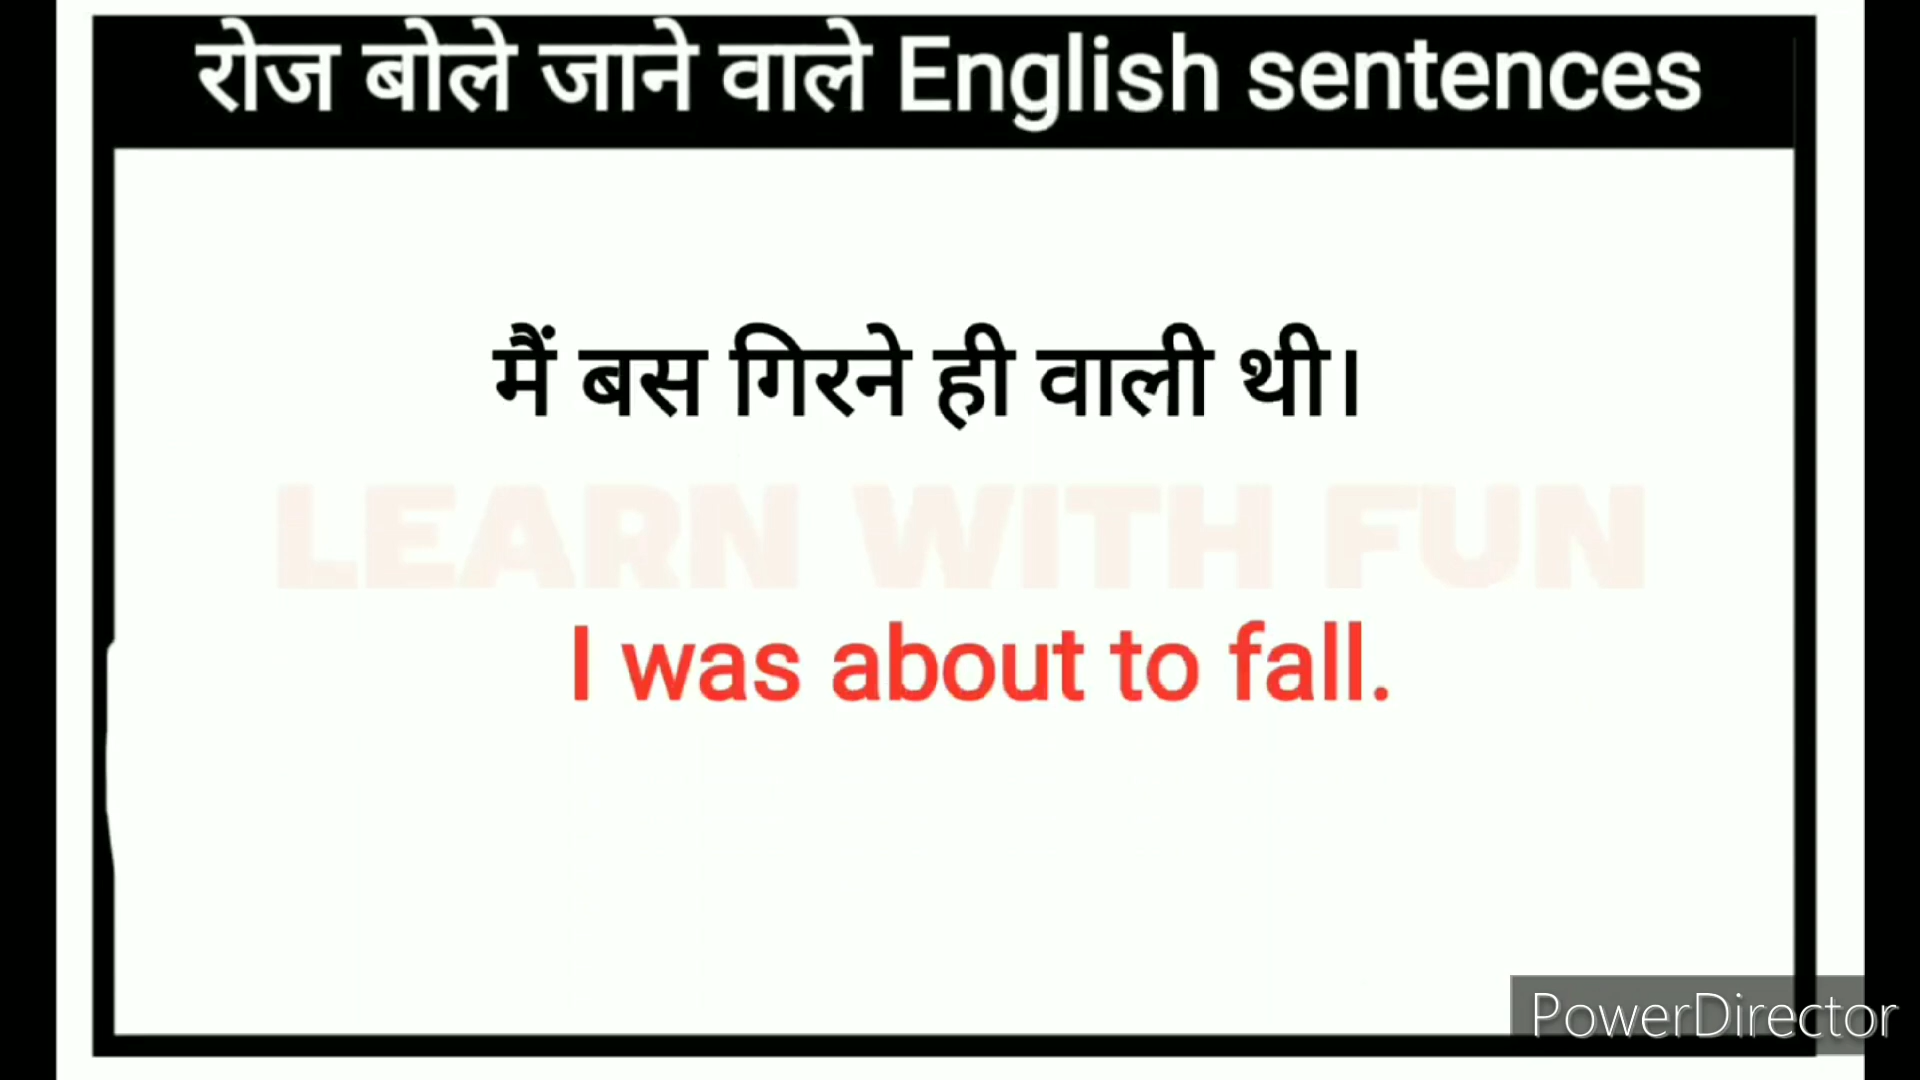 रोज बोले जाने वाले English sentences
मैं बस गिरने ही वाली थी।
LEARN WITH FUN
I was about to fall.
PowerDirector